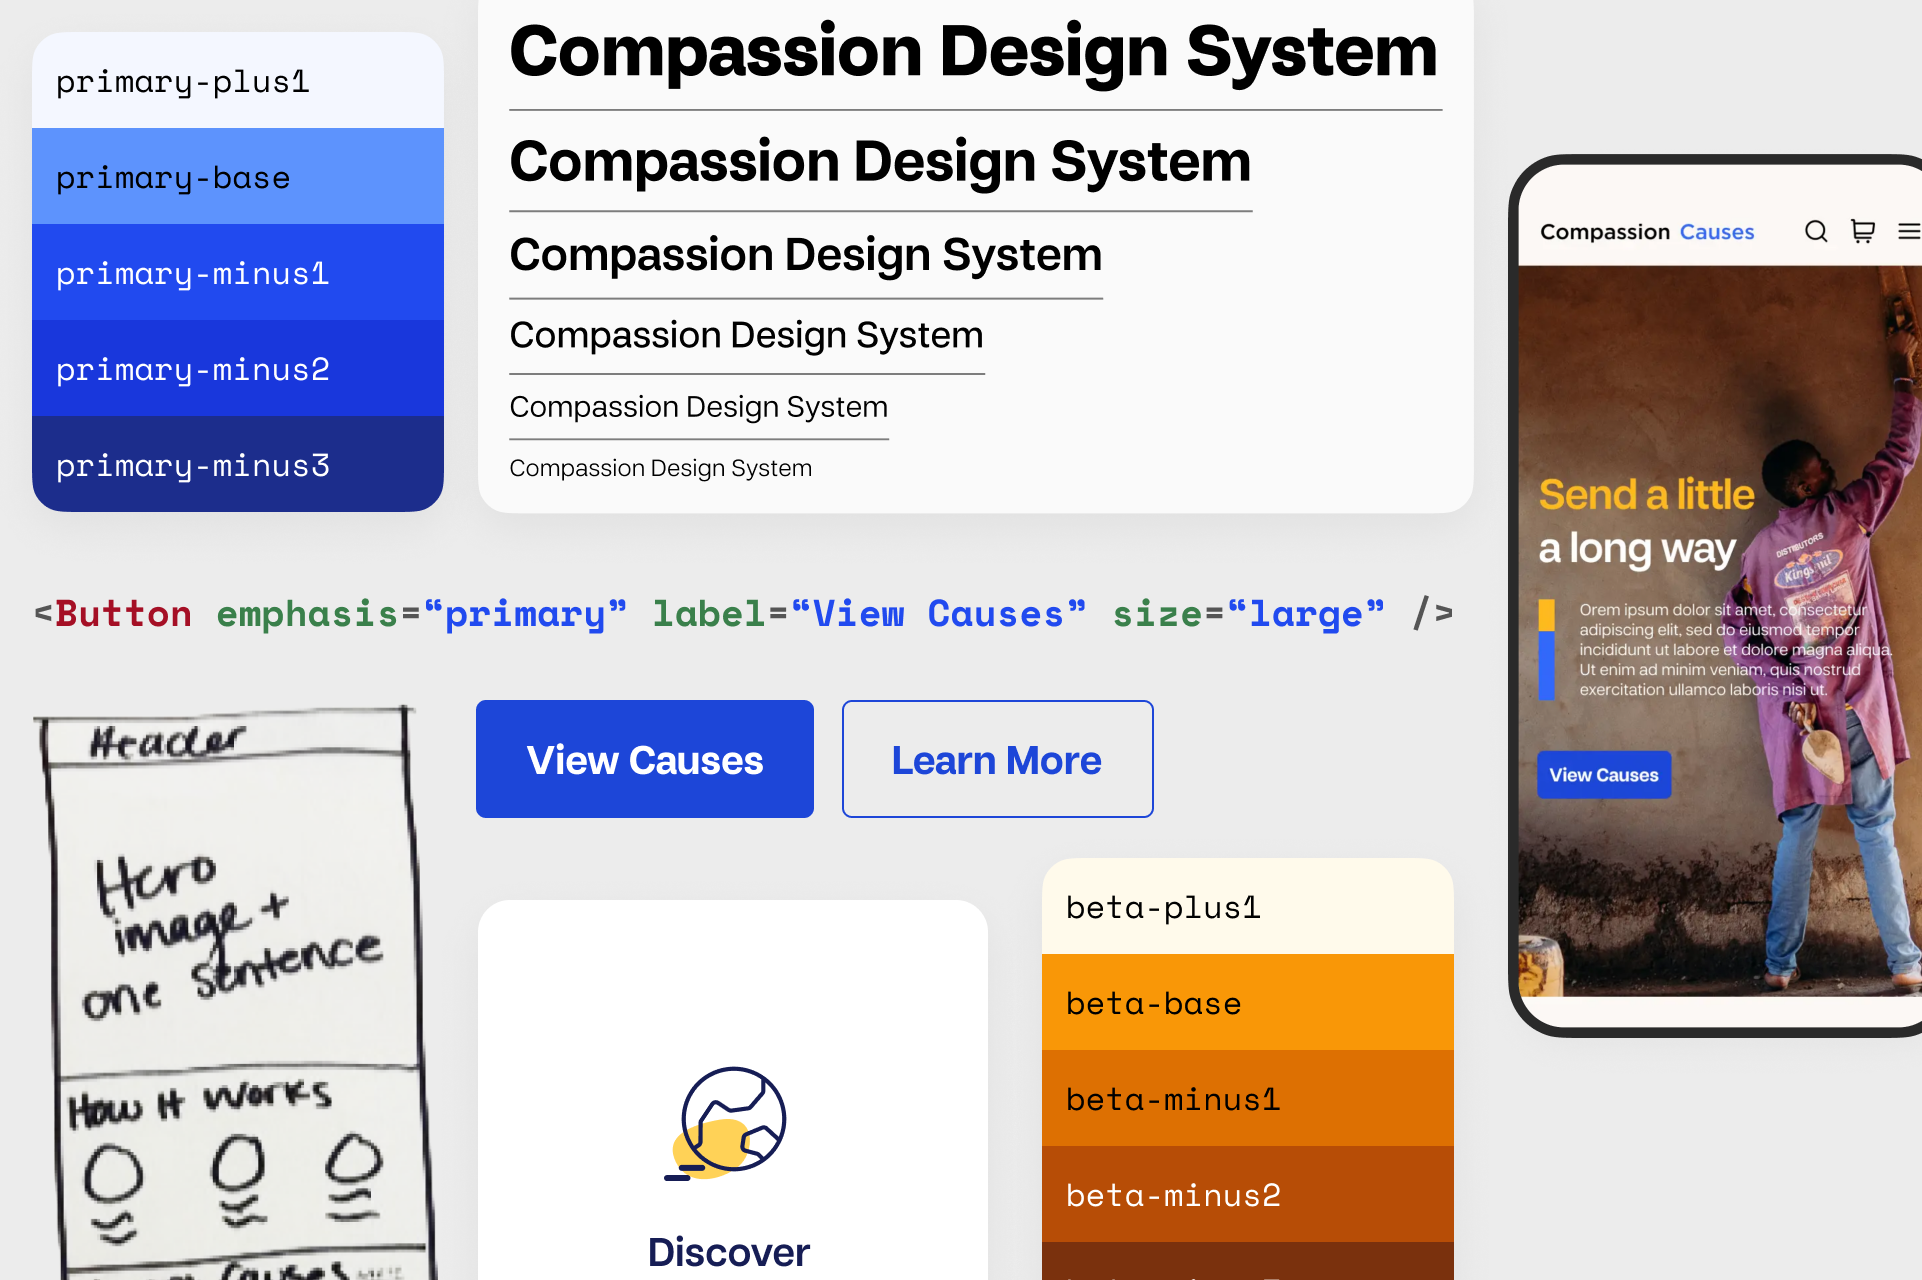 primary-plus1
primary-base
primary-minus1
primary-minus2
primary-minus3
Compassion Design System
Compassion Design System
Compassion Design System
Compassion Design System
Compassion Design System
Compassion Design System
<Button emphasis=“primary” label=“View Causes” size=“large” />
View Causes
Learn More
Header
Hero
image +
one sentence
How It Works
Causes
Discover
beta-plus1
beta-base
beta-minus1
beta-minus2
Compassion Causes
Send a little
a long way
DISTRIBUTORS
Kingsmill
Orem ipsum dolor sit amet, consectetur
adipiscing elit, sed do eiusmod tempor
incididunt ut labore et dolore magna aliqua.
Ut enim ad minim veniam, quis nostrud
exercitation ullamco laboris nisi ut.
View Causes